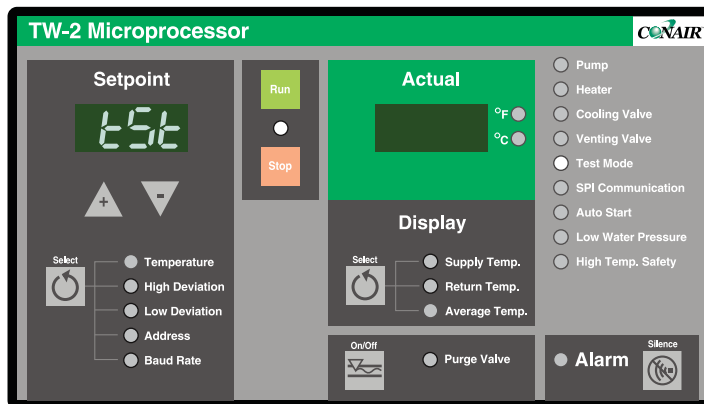 TW-2 Microprocessor
CONAIR
Setpoint
tSt
+
-
Select
Temperature
High Deviation
Low Deviation
Address
Baud Rate
Run
Stop
Actual
°F
°C
Display
Select
Supply Temp.
Return Temp.
Average Temp.
On/Off
Purge Valve
Pump
Heater
Cooling Valve
Venting Valve
Test Mode
SPI Communication
Auto Start
Low Water Pressure
High Temp. Safety
Alarm
Silence